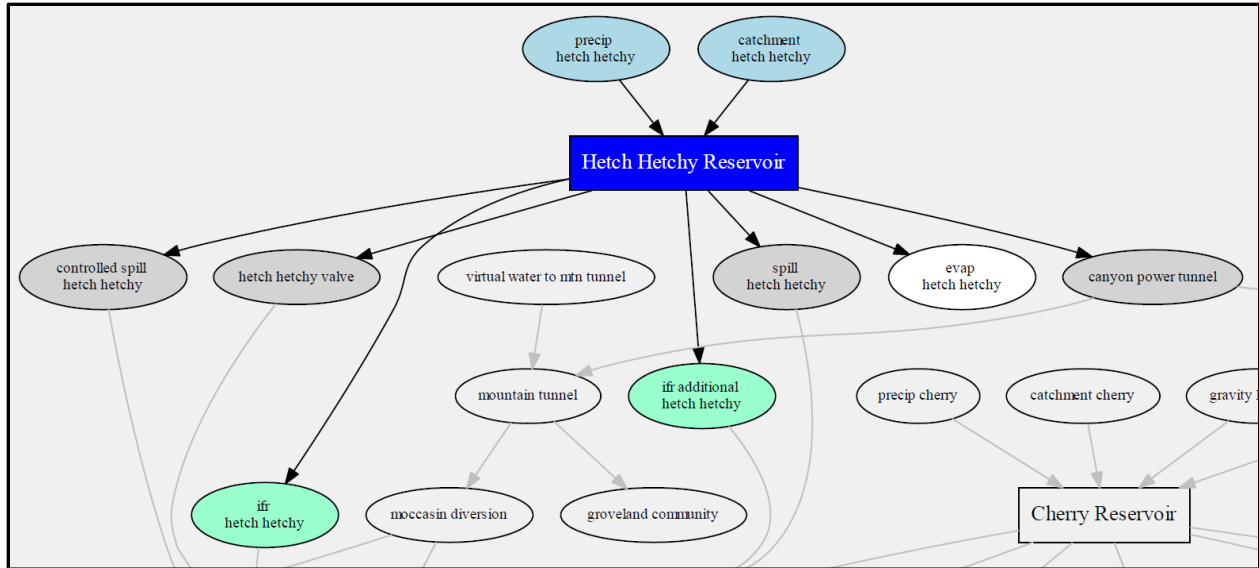 precip
hetch hetchy
catchment
hetch hetchy
Hetch Hetchy Reservoir
controlled spill
hetch hetchy
hetch hetchy valve
virtual water to mtn tunnel
spill
hetch hetchy
evap
hetch hetchy
canyon power tunnel
mountain tunnel
ifr additional
hetch hetchy
precip cherry
catchment cherry
gravity
ifr
hetch hetchy
moccasin diversion
groveland community
Cherry Reservoir